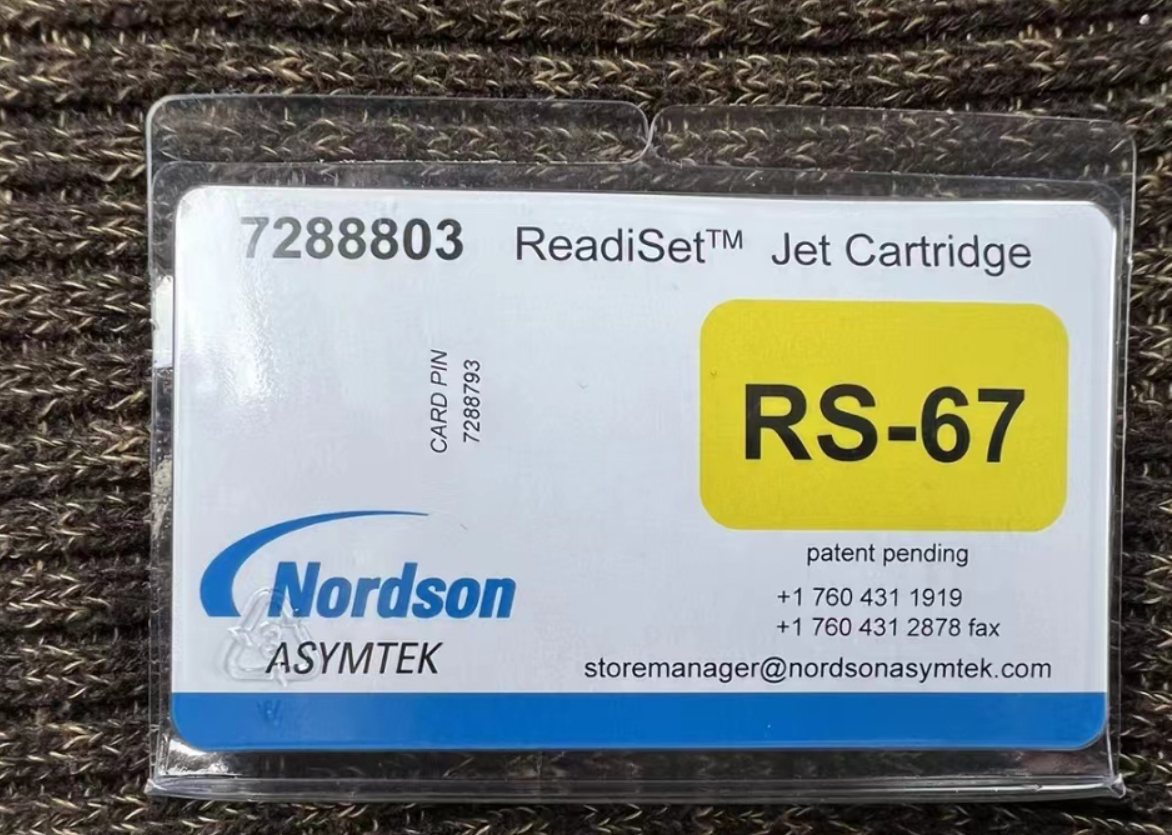 7288803 ReadiSet™ Jet Cartridge
CARD PIN
7288793
RS-67
patent pending
+1 760 431 1919
+1 760 431 2878 fax
storemanager@nordsonasymtek.com
Nordson
ASYMTEK